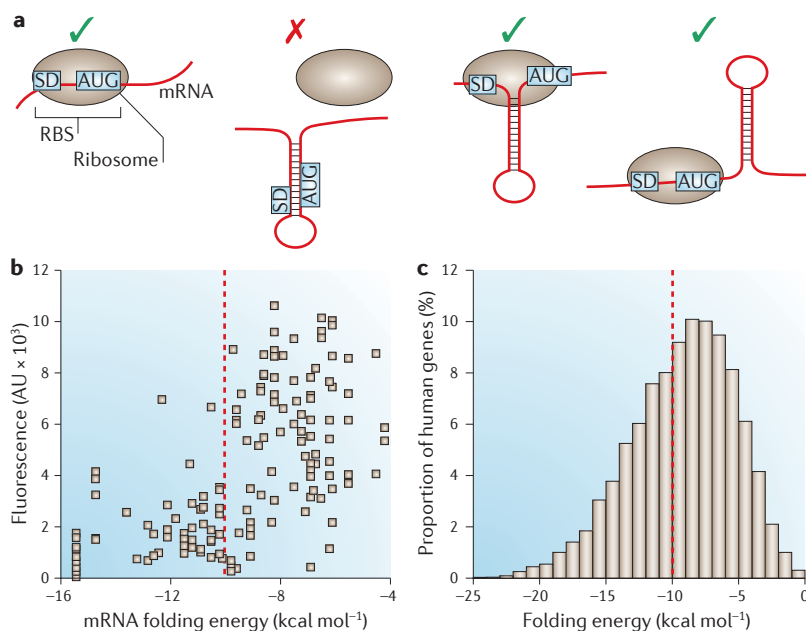 a
SD AUG
mRNA
RBS
Ribosome
SD
AUG
SD AUG
SD AUG
b
12
10
8
6
4
2
0
Fluorescence (AU × 10³)
–16 –12 –8 –4
mRNA folding energy (kcal mol⁻¹)
c
12
10
8
6
4
2
0
Proportion of human genes (%)
–25 –20 –15 –10 –5 0
Folding energy (kcal mol⁻¹)